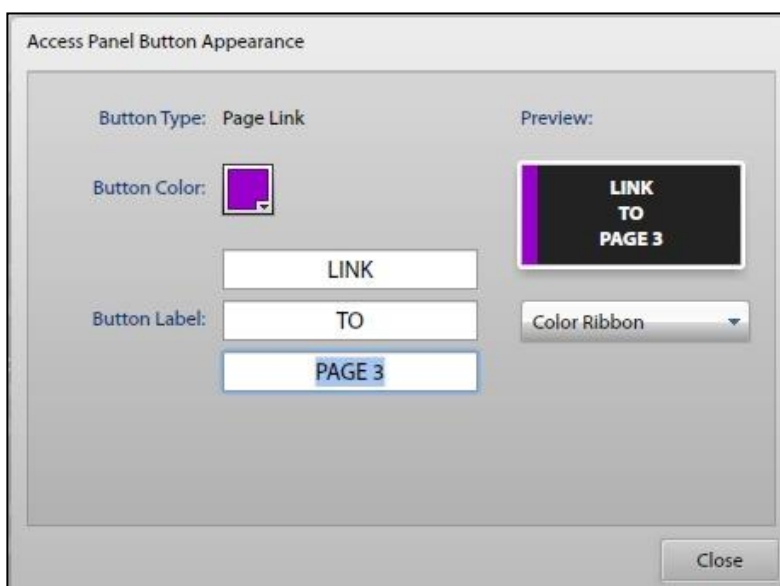 Access Panel Button Appearance
Button Type: Page Link
Preview:
Button Color:
LINK
TO
PAGE 3
LINK
Button Label: TO
PAGE 3
Color Ribbon
Close